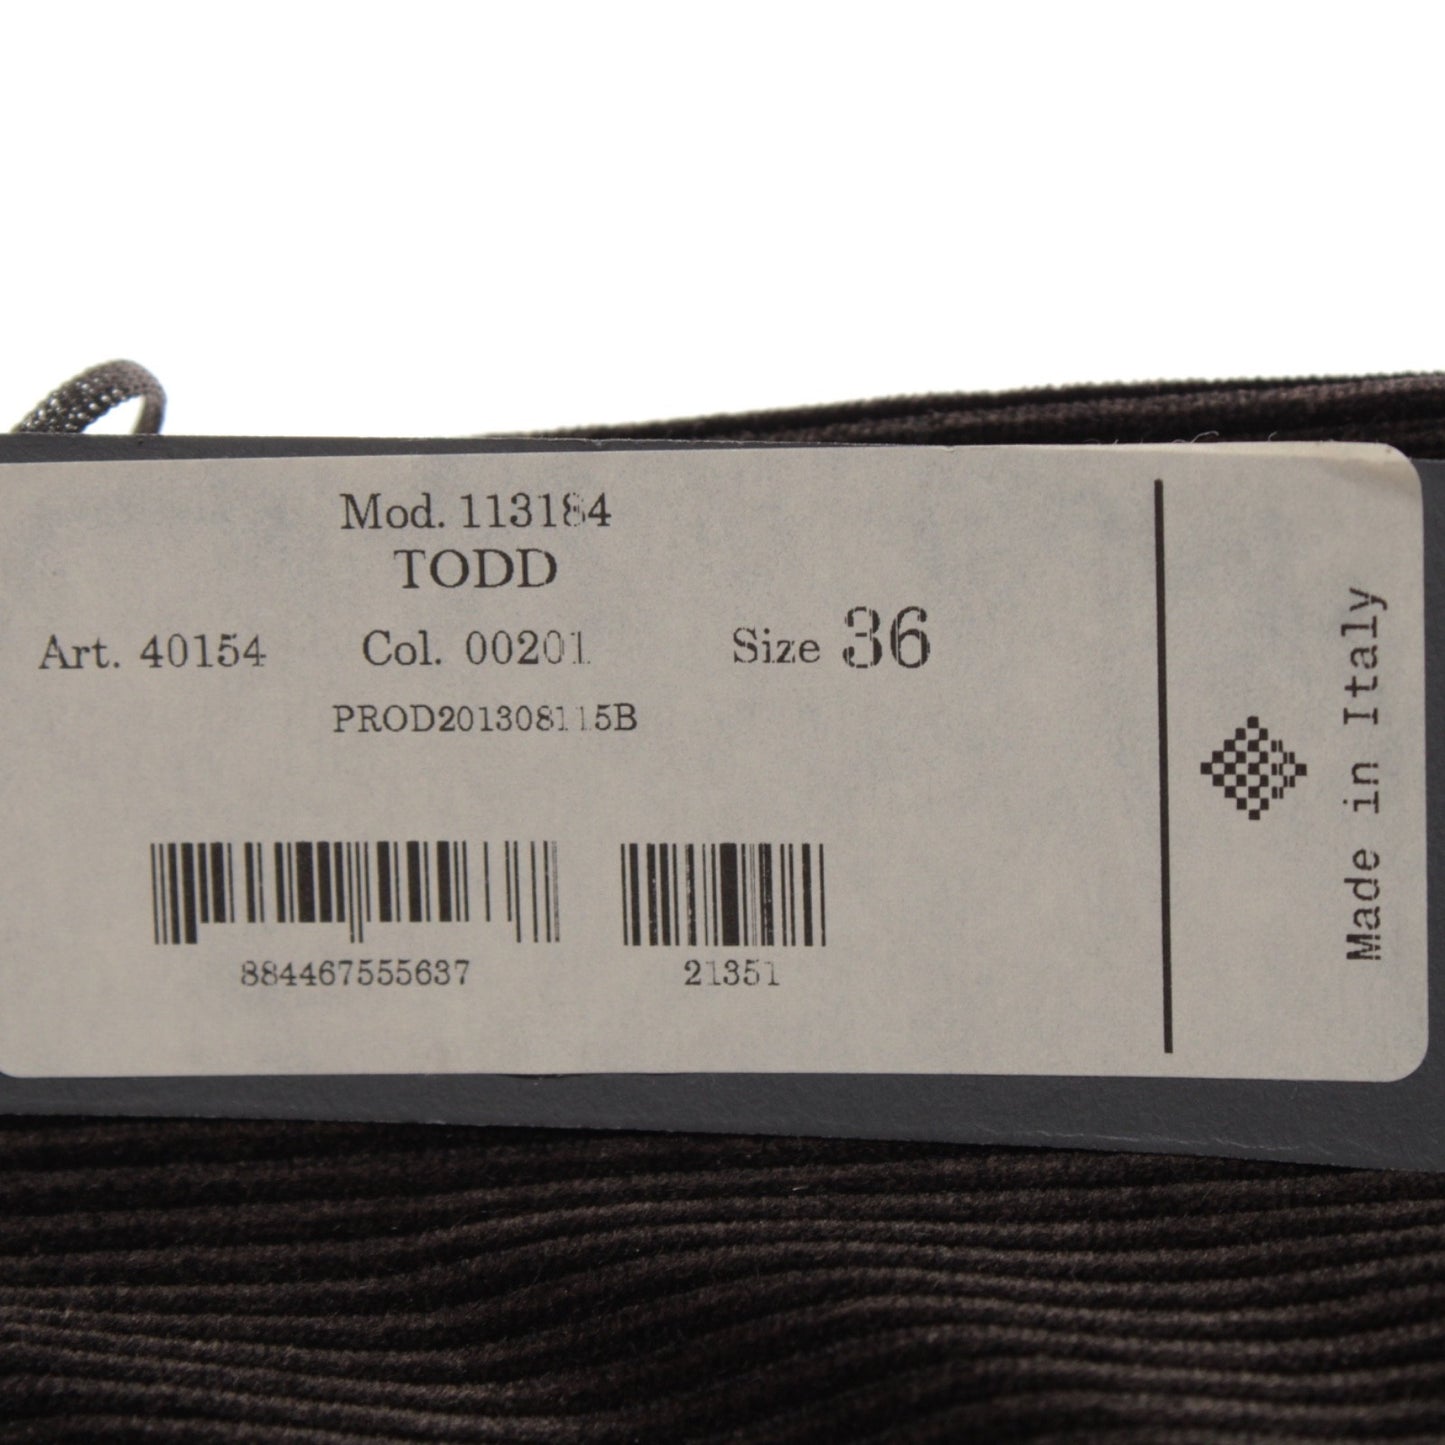 Mod. 113184
TODD
Art. 40154 Col. 00201 Size 36
PROD201308115B
884467555637 21351
Made in Italy